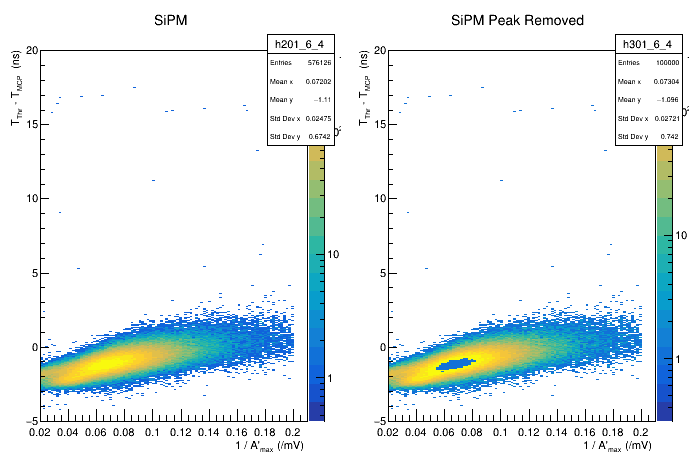 SiPM
h201_6_4
Entries 576126
Mean x 0.07202
Mean y −1.11
Std Dev x 0.02475
Std Dev y 0.6742
T_Thr - T_MCP (ns)
20
15
10
5
0
−5
0.02 0.04 0.06 0.08 0.1 0.12 0.14 0.16 0.18 0.2
1 / A'_max (/mV)
10
1
SiPM Peak Removed
h301_6_4
Entries 100000
Mean x 0.07304
Mean y −1.096
Std Dev x 0.02721
Std Dev y 0.742
T_Thr - T_MCP (ns)
20
15
10
5
0
−5
0.02 0.04 0.06 0.08 0.1 0.12 0.14 0.16 0.18 0.2
1 / A'_max (/mV)
10
1